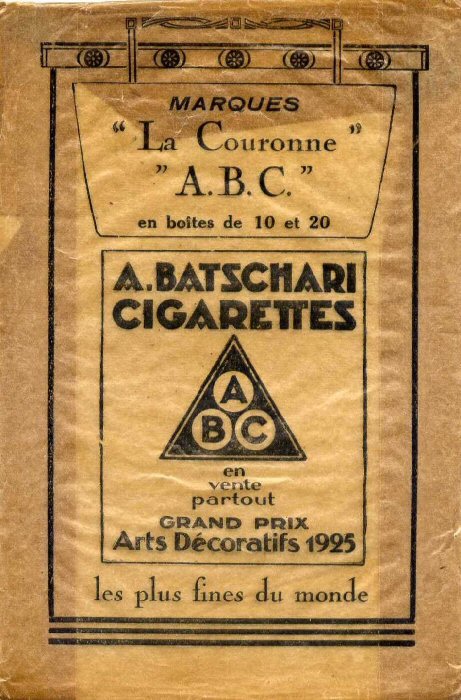 MARQUES
“La Couronne”
”A.B.C.”
en boîtes de 10 et 20
A.BATSCHARI
CIGARETTES
A
B C
en
vente
partout
GRAND PRIX
Arts Décoratifs 1925
les plus fines du monde